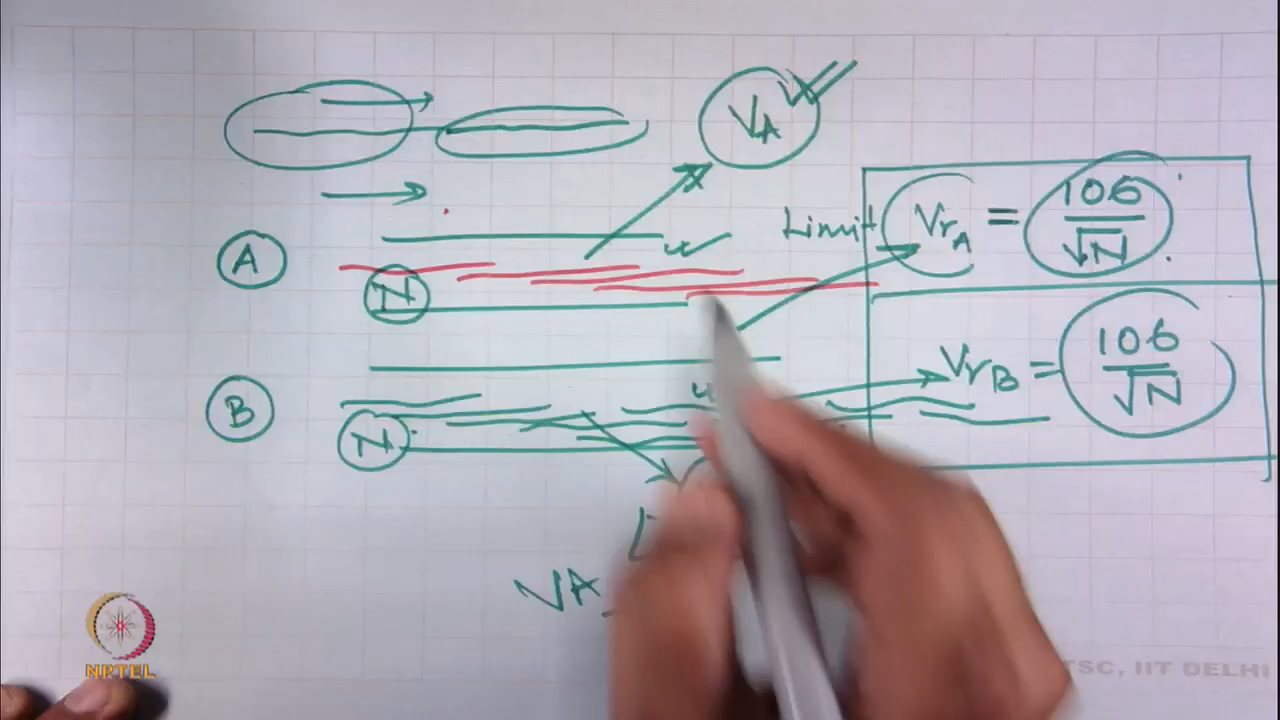 VA
Limit VrA = 106/√N
A
N
VrB = 106/√N
B
N
VA
NPTEL
TSC, IIT DELHI